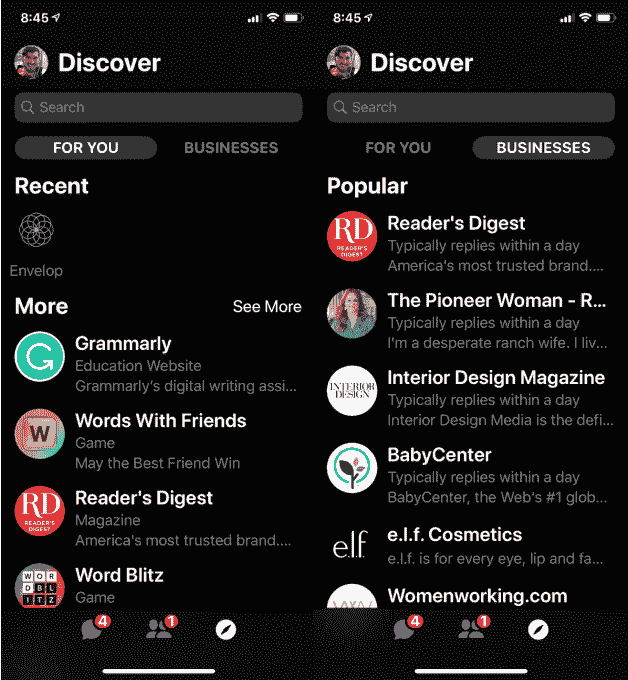 8:45
Discover
Search
FOR YOU
BUSINESSES
Recent
Envelop
More
See More
Grammarly
Education Website
Grammarly's digital writing assi...
W
Words With Friends
Game
May the Best Friend Win
RD
READER'S
DIGEST
Reader's Digest
Magazine
America's most trusted brand....
WOR
DBL
ITZ
Word Blitz
Game
4
1
8:45
Discover
Search
FOR YOU
BUSINESSES
Popular
RD
READER'S
DIGEST
Reader's Digest
Typically replies within a day
America's most trusted brand....
The Pioneer Woman - R...
Typically replies within a day
I'm a desperate ranch wife. I liv...
INTERIOR
DESIGN
Interior Design Magazine
Typically replies within a day
Interior Design Media is the defi...
BabyCenter
Typically replies within a day
BabyCenter, the Web's #1 glob...
e.l.f
e.l.f. Cosmetics
e.l.f. is for every eye, lip and fa...
Womenworking.com
4
1